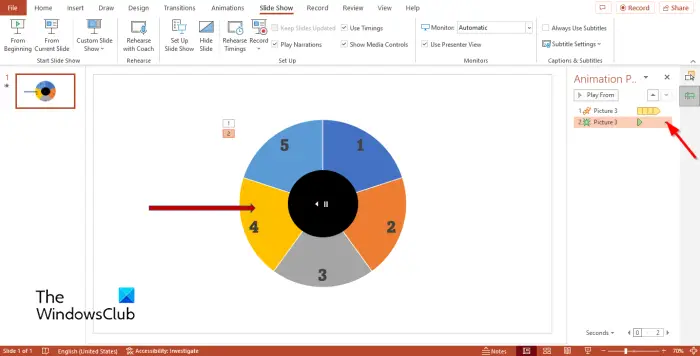 File Home Insert Draw Design Transitions Animations Slide Show Record Review View Help Record Share
From Beginning
From Current Slide
Custom Slide Show
Start Slide Show
Rehearse with Coach
Rehearse
Set Up Slide Show
Hide Slide
Rehearse Timings
Record
Keep Slides Updated
Play Narrations
Use Timings
Show Media Controls
Set Up
Monitor: Automatic
Use Presenter View
Monitors
Always Use Subtitles
Subtitle Settings
Captions & Subtitles
1
1
2
5
1
4
2
3
The
WindowsClub
Animation P...
Play From
1 Picture 3
2 Picture 3
Seconds 0 2
Slide 1 of 1 English (United States) Accessibility: Investigate Notes 70%